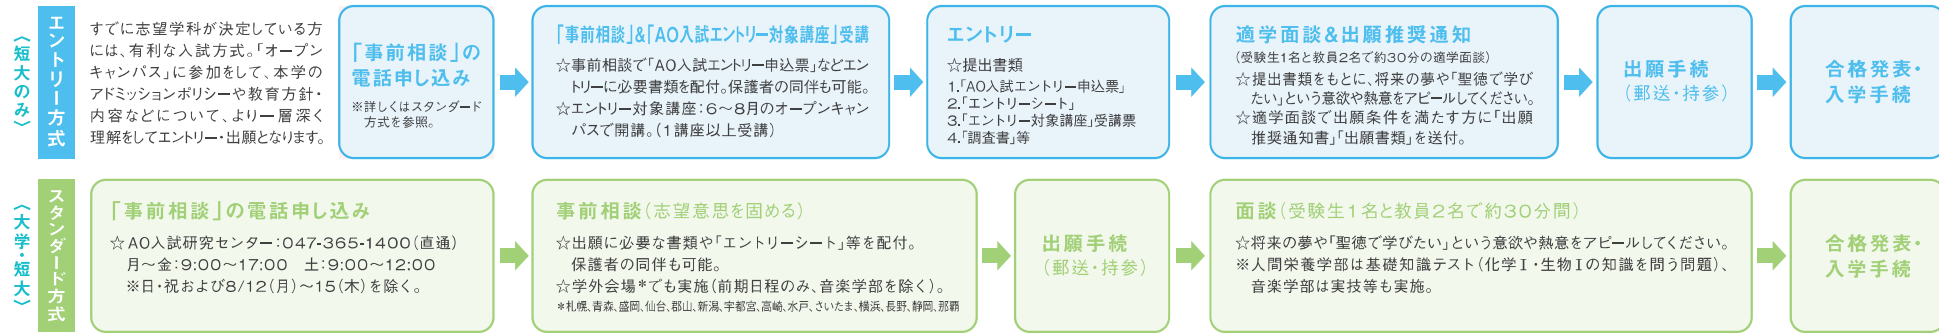 〈短大のみ〉
エントリー方式
すでに志望学科が決定している方
には、有利な入試方式。「オープン
キャンパス」に参加をして、本学の
アドミッションポリシーや教育方針・
内容などについて、より一層深く
理解をしてエントリー・出願となります。
「事前相談」の
電話申し込み
※詳しくはスタンダード
方式を参照。
「事前相談」&「AO入試エントリー対象講座」受講
☆事前相談で「AO入試エントリー申込票」などエン
トリーに必要書類を配付。保護者の同伴も可能。
☆エントリー対象講座:6〜8月のオープンキャン
パスで開講。(1講座以上受講)
エントリー
☆提出書類
1.「AO入試エントリー申込票」
2.「エントリーシート」
3.「エントリー対象講座」受講票
4.「調査書」等
適学面談&出願推奨通知
(受験生1名と教員2名で約30分の適学面談)
☆提出書類をもとに、将来の夢や「聖徳で学び
たい」という意欲や熱意をアピールしてください。
☆適学面談で出願条件を満たす方に「出願
推奨通知書」「出願書類」を送付。
出願手続
(郵送・持参)
合格発表・
入学手続
〈大学・短大〉
スタンダード方式
「事前相談」の電話申し込み
☆AO入試研究センター:047-365-1400(直通)
月〜金:9:00〜17:00 土:9:00〜12:00
※日・祝および8/12(月)〜15(木)を除く。
事前相談(志望意思を固める)
☆出願に必要な書類や「エントリーシート」等を配付。
保護者の同伴も可能。
☆学外会場*でも実施(前期日程のみ、音楽学部を除く)。
*札幌、青森、盛岡、仙台、郡山、新潟、宇都宮、高崎、水戸、さいたま、横浜、長野、静岡、那覇
出願手続
(郵送・持参)
面談(受験生1名と教員2名で約30分間)
☆将来の夢や「聖徳で学びたい」という意欲や熱意をアピールしてください。
※人間栄養学部は基礎知識テスト(化学Ⅰ・生物Ⅰの知識を問う問題)、
音楽学部は実技等も実施。
合格発表・
入学手続